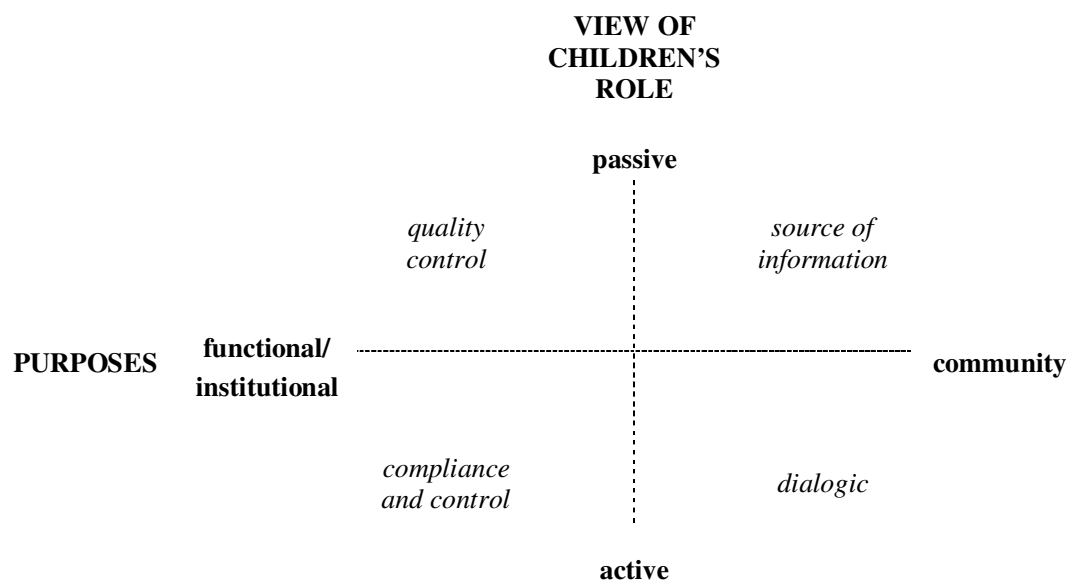 VIEW OF
CHILDREN'S
ROLE
passive
quality
control
source of
information
PURPOSES
functional/
institutional
community
compliance
and control
dialogic
active